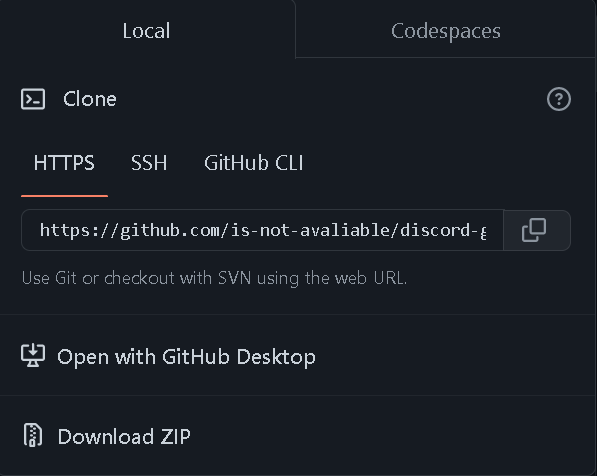 Local Codespaces
Clone
HTTPS SSH GitHub CLI
https://github.com/is-not-avaliable/discord-g
Use Git or checkout with SVN using the web URL.
Open with GitHub Desktop
Download ZIP